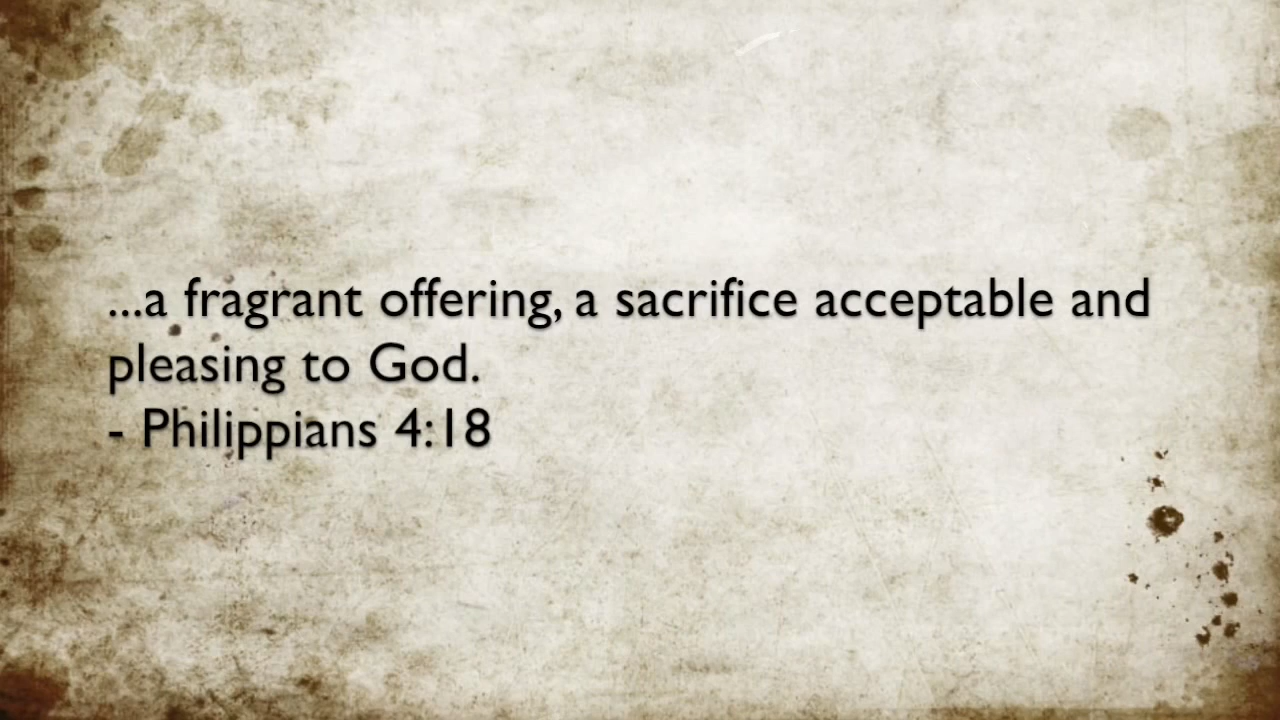 ...a fragrant offering, a sacrifice acceptable and
pleasing to God.
- Philippians 4:18